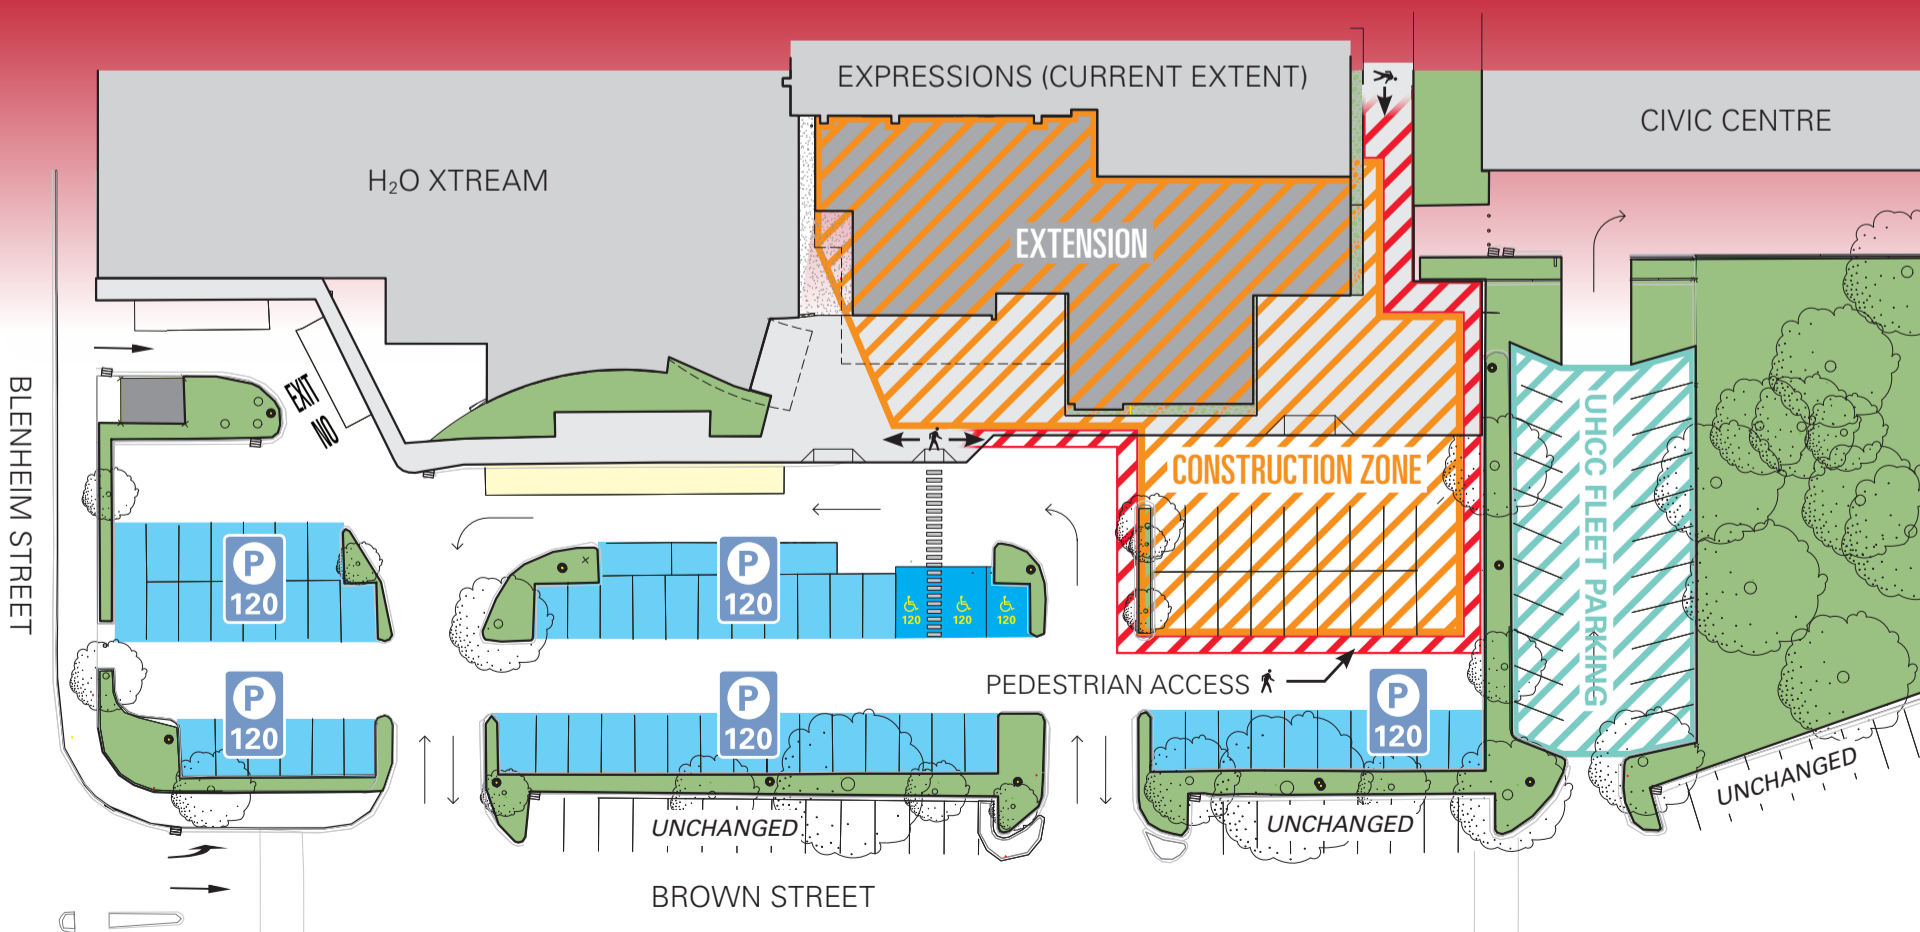 EXPRESSIONS (CURRENT EXTENT)
CIVIC CENTRE
H₂O XTREAM
EXTENSION
BLENHEIM STREET
EXIT
NO
CONSTRUCTION ZONE
UHCC FLEET PARKING
P
120
P
120
120
120
120
PEDESTRIAN ACCESS
P
120
P
120
P
120
UNCHANGED
UNCHANGED
UNCHANGED
BROWN STREET